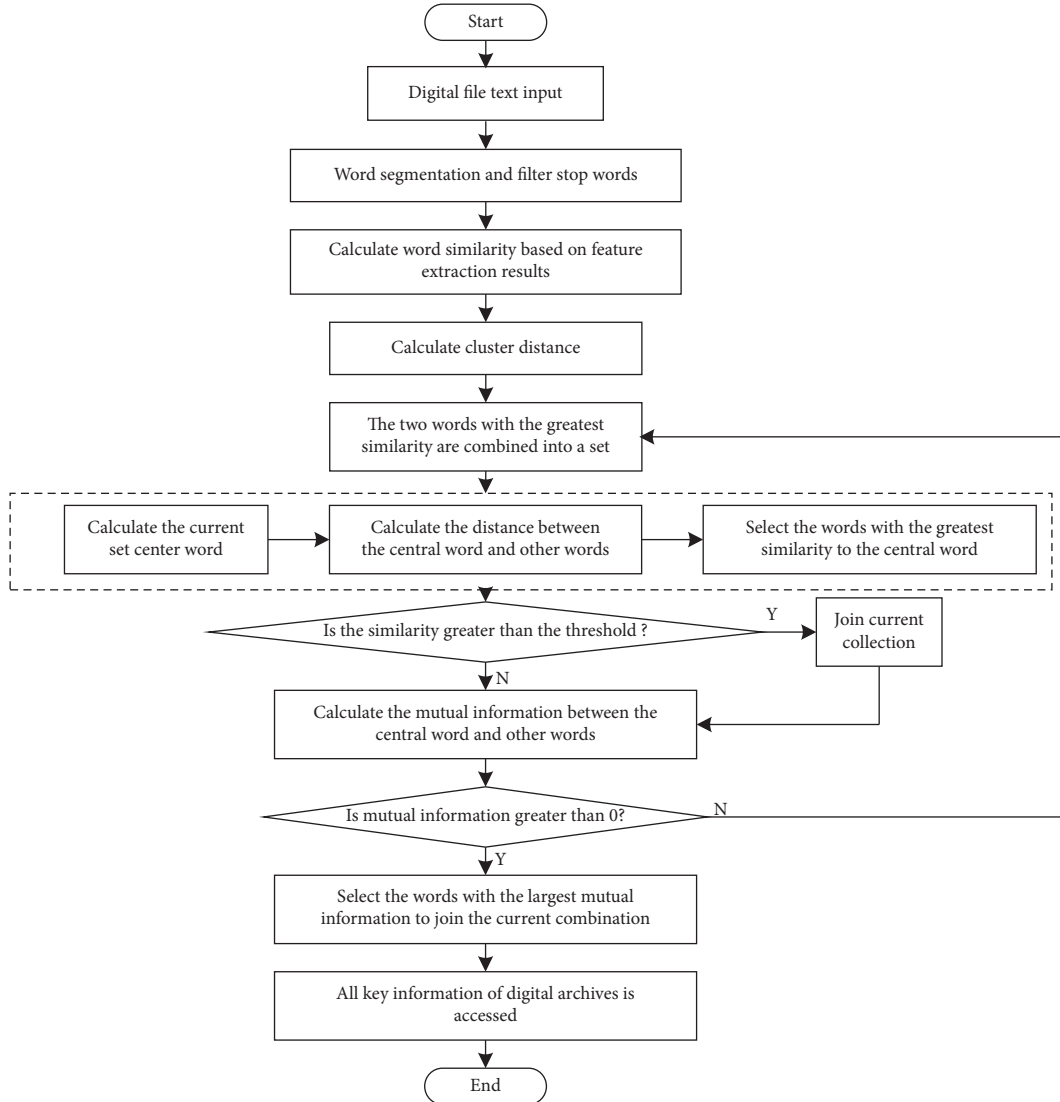 Start
Digital file text input
Word segmentation and filter stop words
Calculate word similarity based on feature
extraction results
Calculate cluster distance
The two words with the greatest
similarity are combined into a set
Calculate the current
set center word
Calculate the distance between
the central word and other words
Select the words with the greatest
similarity to the central word
Is the similarity greater than the threshold ?
Y
Join current
collection
N
Calculate the mutual information between the
central word and other words
Is mutual information greater than 0?
N
Y
Select the words with the largest mutual
information to join the current combination
All key information of digital archives is
accessed
End